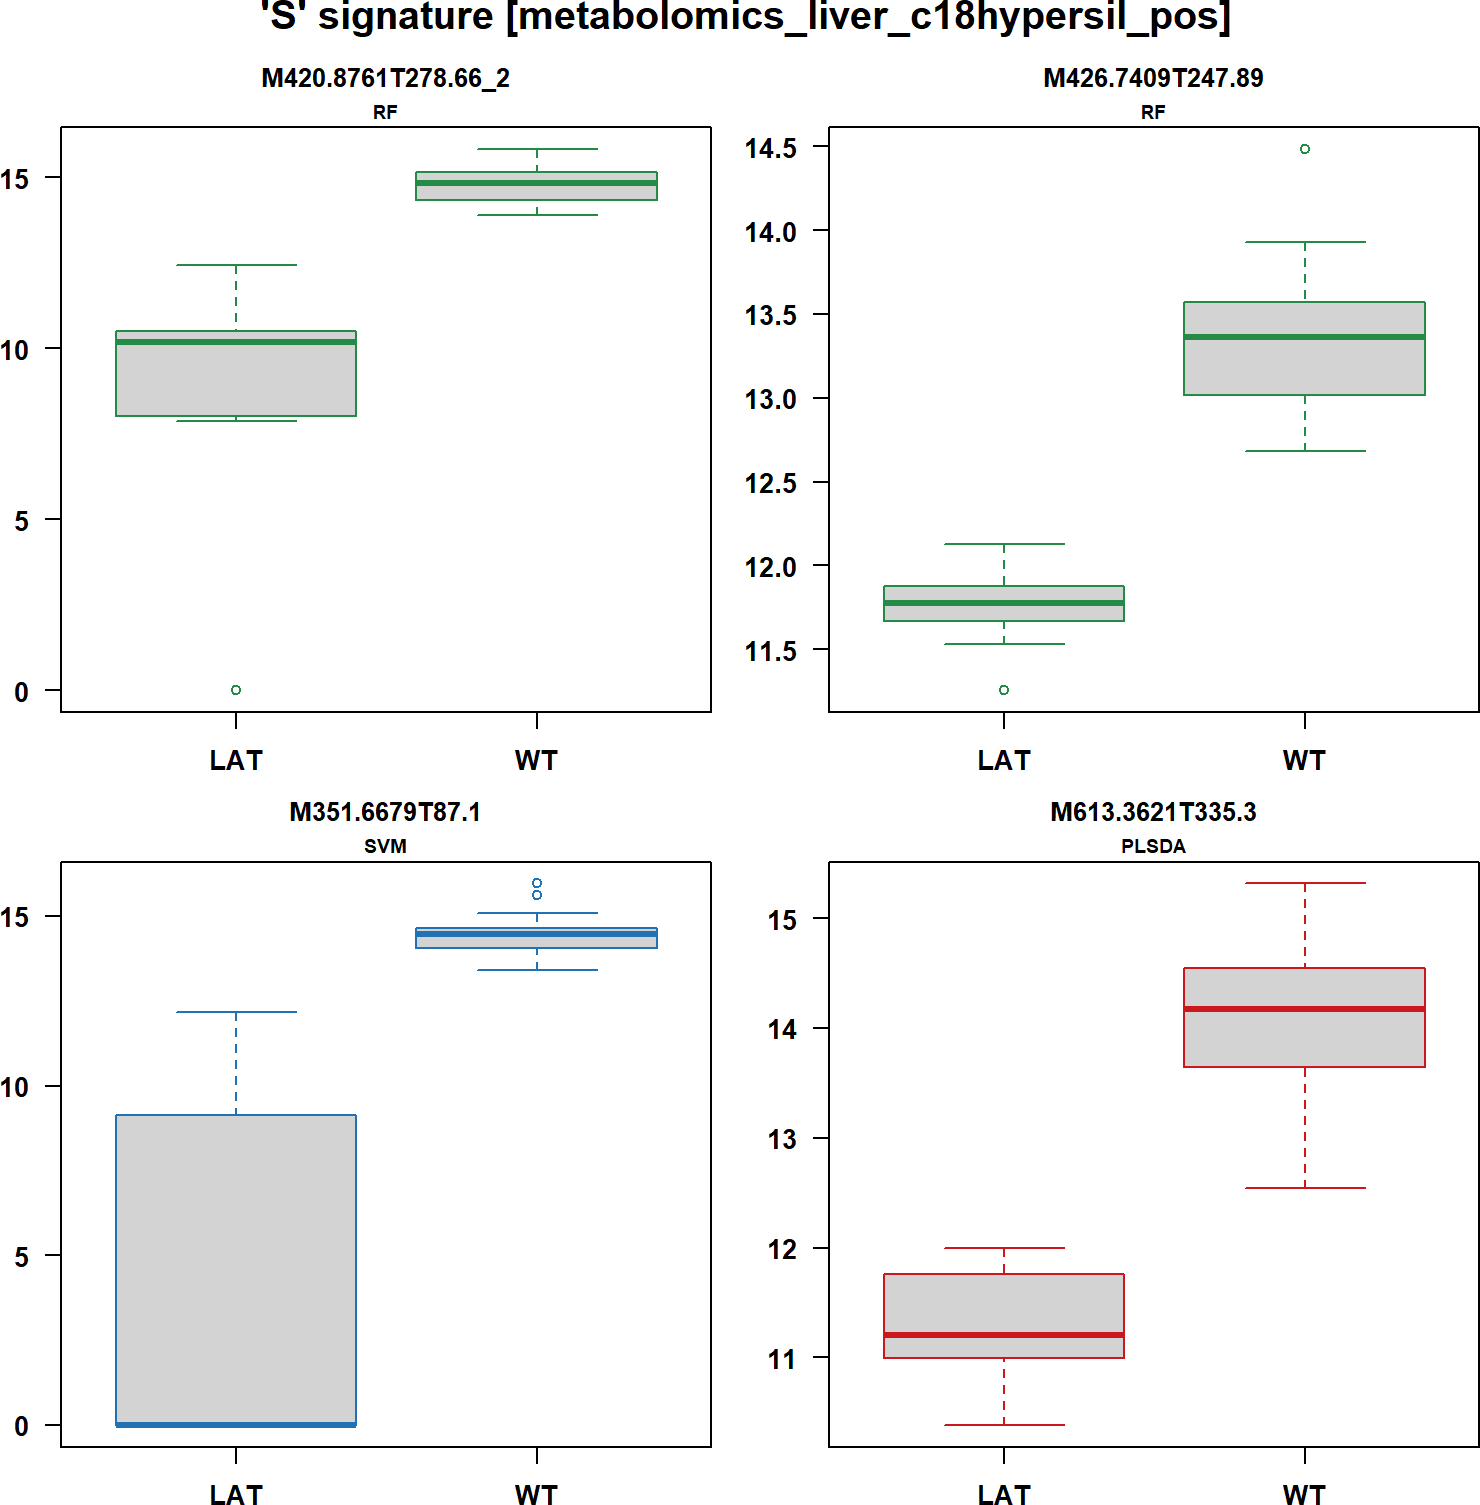 'S' signature [metabolomics_liver_c18hypersil_pos]
M420.8761T278.66_2
RF
15
10
5
0
LAT WT
M426.7409T247.89
RF
14.5
14.0
13.5
13.0
12.5
12.0
11.5
LAT WT
M351.6679T87.1
SVM
15
10
5
0
LAT WT
M613.3621T335.3
PLSDA
15
14
13
12
11
LAT WT